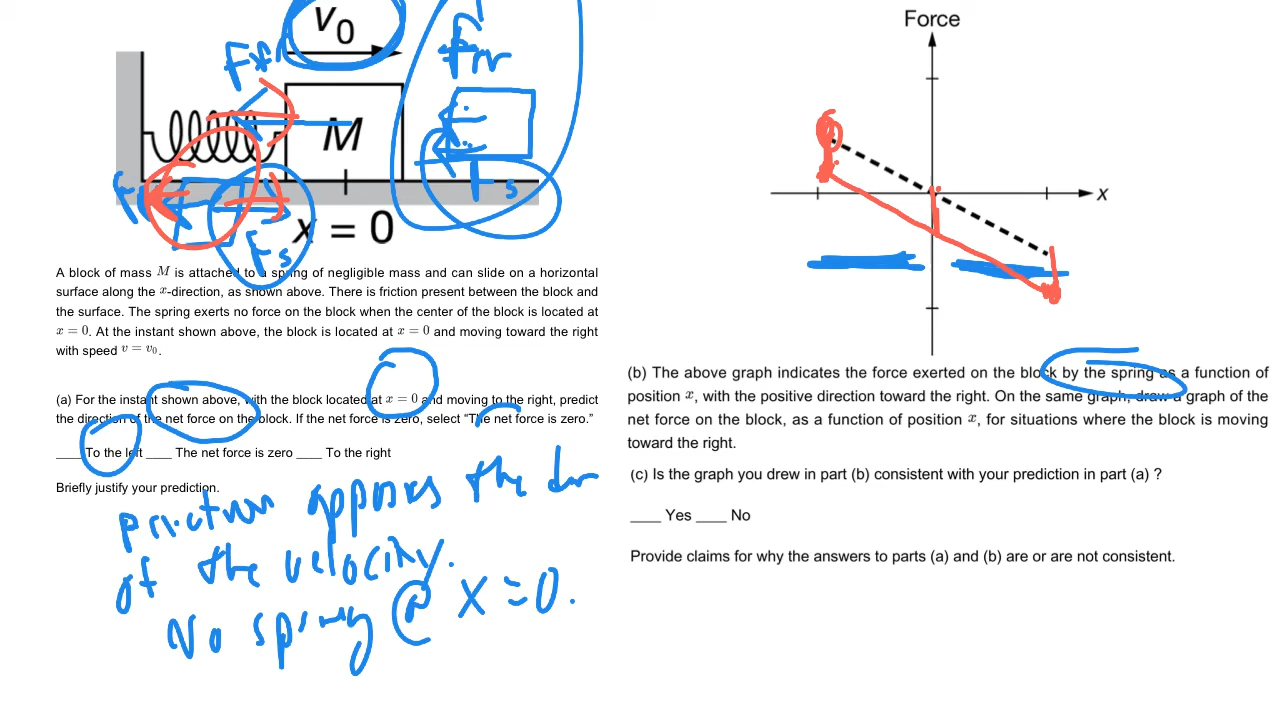 v0
Ffr
M
Fs
x = 0
Ffr
Fs
A block of mass M is attached to a spring of negligible mass and can slide on a horizontal
surface along the x-direction, as shown above. There is friction present between the block and
the surface. The spring exerts no force on the block when the center of the block is located at
x = 0. At the instant shown above, the block is located at x = 0 and moving toward the right
with speed v = v0.
(a) For the instant shown above, with the block located at x = 0 and moving to the right, predict
the direction of the net force on the block. If the net force is zero, select “The net force is zero.”
____ To the left ____ The net force is zero ____ To the right
Briefly justify your prediction.
friction opposes the
of the velocity.
No spring @ x = 0.
Force
x
(b) The above graph indicates the force exerted on the block by the spring as a function of
position x, with the positive direction toward the right. On the same graph, draw a graph of the
net force on the block, as a function of position x, for situations where the block is moving
toward the right.
(c) Is the graph you drew in part (b) consistent with your prediction in part (a) ?
____ Yes ____ No
Provide claims for why the answers to parts (a) and (b) are or are not consistent.